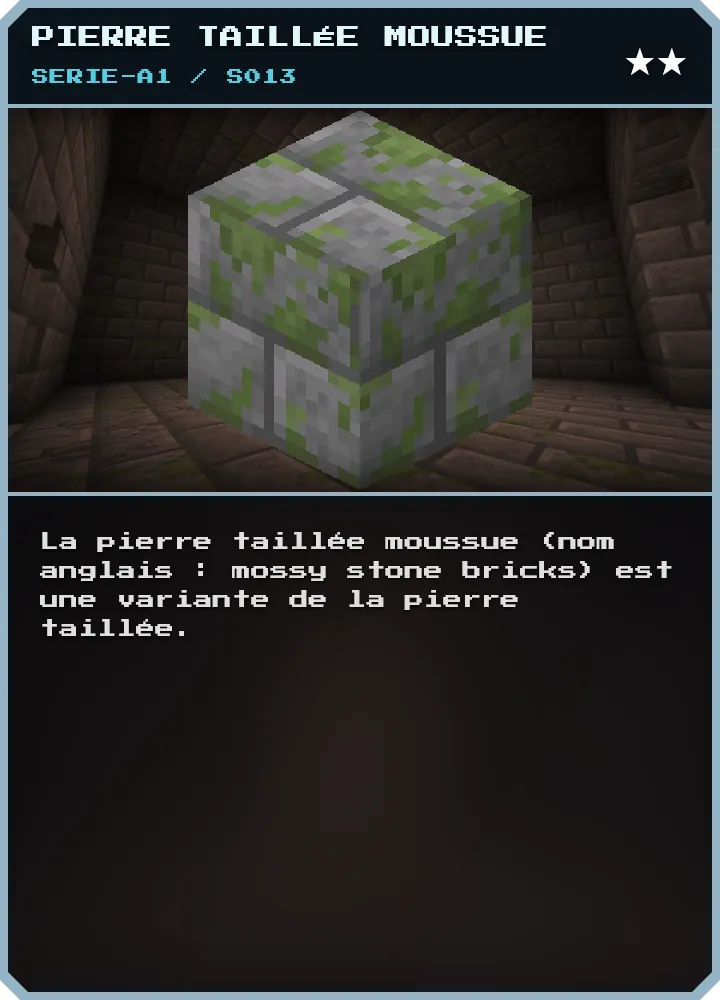 PIERRE TAILLéE MOUSSUE
SERIE-A1 / S013
★★
La pierre taillée moussue (nom
anglais : mossy stone bricks) est
une variante de la pierre
taillée.